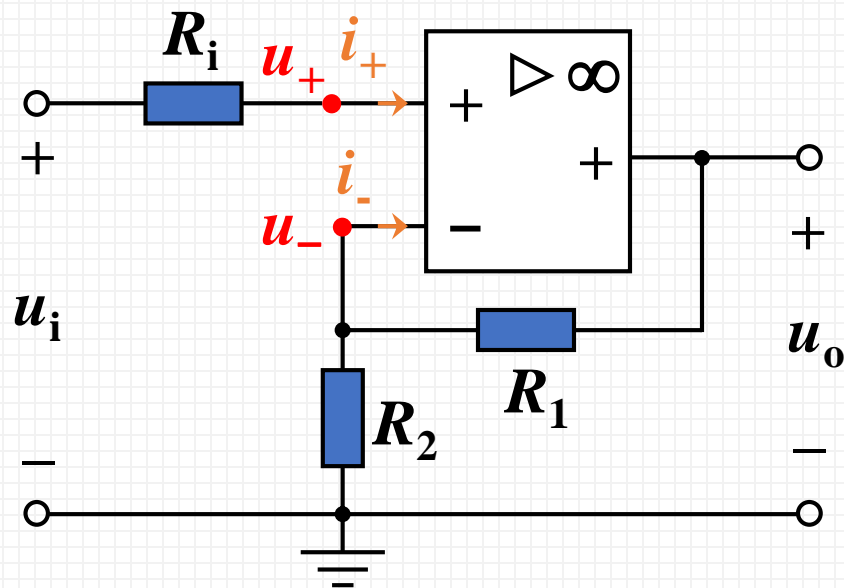 Rᵢ
u₊
i₊
▷ ∞
+
+
+
i₋
u₋
−
+
uᵢ
uₒ
R₁
R₂
−
−